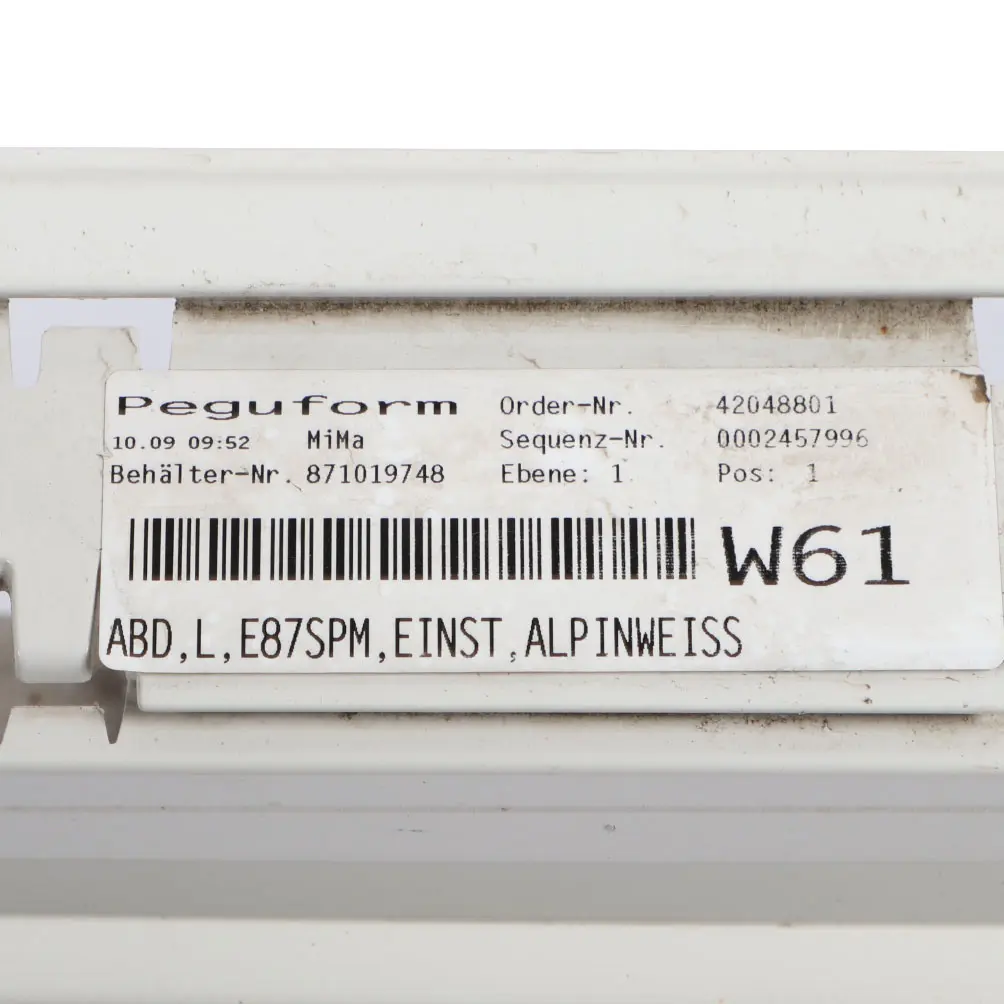 Peguform Order-Nr. 42048801
10.09 09:52 MiMa Sequenz-Nr. 0002457996
Behälter-Nr. 871019748 Ebene: 1 Pos: 1
W61
ABD,L,E87SPM,EINST,ALPINWEISS